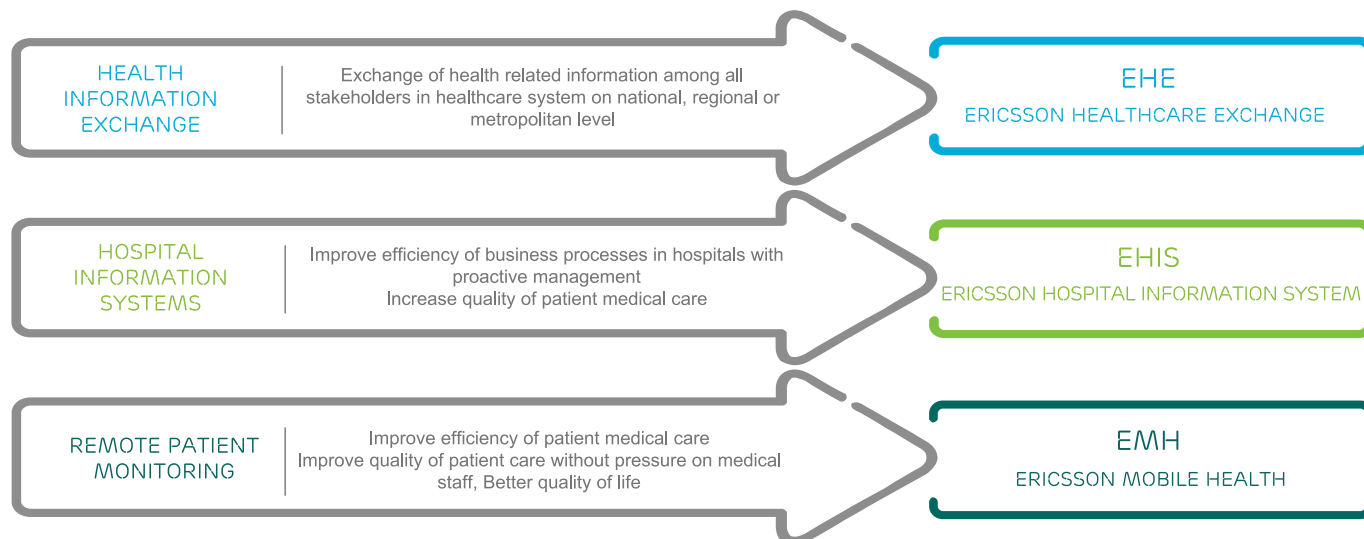 HEALTH
INFORMATION
EXCHANGE
Exchange of health related information among all
stakeholders in healthcare system on national, regional or
metropolitan level
EHE
ERICSSON HEALTHCARE EXCHANGE
HOSPITAL
INFORMATION
SYSTEMS
Improve efficiency of business processes in hospitals with
proactive management
Increase quality of patient medical care
EHIS
ERICSSON HOSPITAL INFORMATION SYSTEM
REMOTE PATIENT
MONITORING
Improve efficiency of patient medical care
Improve quality of patient care without pressure on medical
staff, Better quality of life
EMH
ERICSSON MOBILE HEALTH